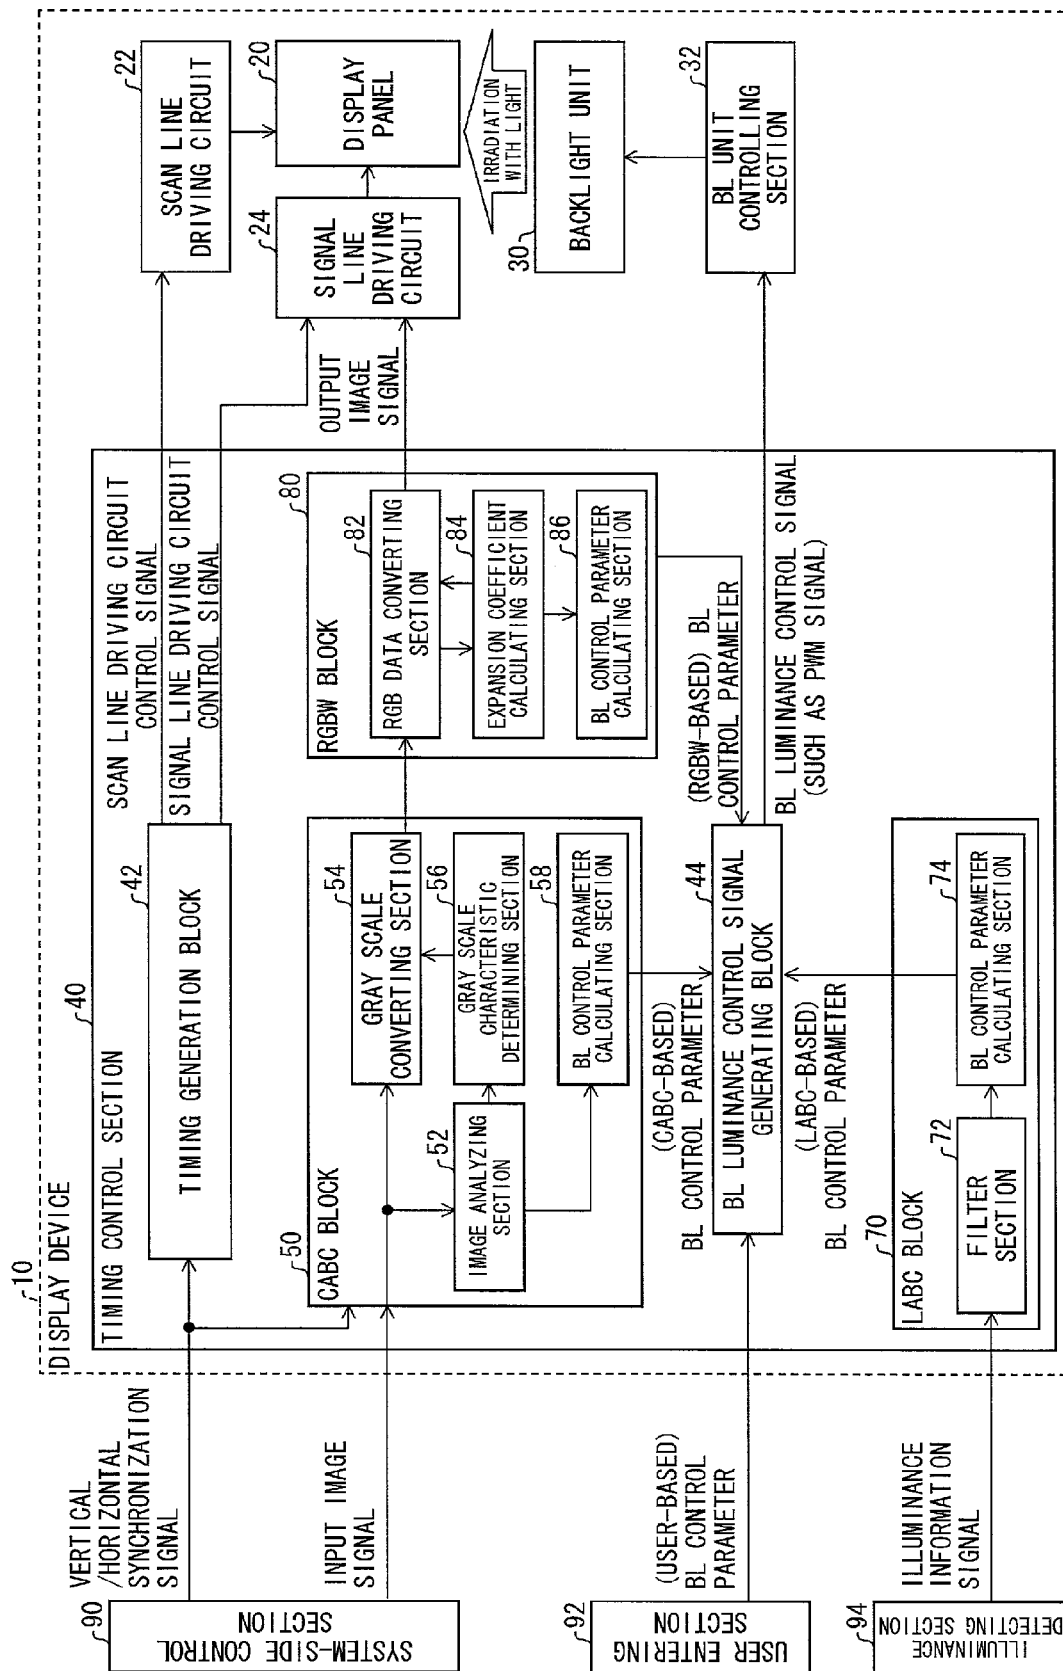 10
DISPLAY DEVICE
40
TIMING CONTROL SECTION
90
SYSTEM-SIDE CONTROL
SECTION
VERTICAL
/HORIZONTAL
SYNCHRONIZATION
SIGNAL
INPUT IMAGE
SIGNAL
92
USER ENTERING
SECTION
(USER-BASED)
BL CONTROL
PARAMETER
94
ILLUMINANCE
DETECTING SECTION
ILLUMINANCE
INFORMATION
SIGNAL
42
TIMING GENERATION BLOCK
SCAN LINE DRIVING CIRCUIT
CONTROL SIGNAL
SIGNAL LINE DRIVING CIRCUIT
CONTROL SIGNAL
50
CABC BLOCK
52
IMAGE ANALYZING
SECTION
54
GRAY SCALE
CONVERTING SECTION
56
GRAY SCALE
CHARACTERISTIC
DETERMINING SECTION
58
BL CONTROL PARAMETER
CALCULATING SECTION
80
RGBW BLOCK
82
RGB DATA CONVERTING
SECTION
84
EXPANSION COEFFICIENT
CALCULATING SECTION
86
BL CONTROL PARAMETER
CALCULATING SECTION
(CABC-BASED)
BL CONTROL PARAMETER
(RGBW-BASED) BL
CONTROL PARAMETER
44
BL LUMINANCE CONTROL SIGNAL
GENERATING BLOCK
BL LUMINANCE CONTROL SIGNAL
(SUCH AS PWM SIGNAL)
(LABC-BASED)
BL CONTROL PARAMETER
70
LABC BLOCK
72
FILTER
SECTION
74
BL CONTROL PARAMETER
CALCULATING SECTION
OUTPUT
IMAGE
SIGNAL
22
SCAN LINE
DRIVING CIRCUIT
24
SIGNAL
LINE
DRIVING
CIRCUIT
20
DISPLAY
PANEL
IRRADIATION
WITH LIGHT
30
BACKLIGHT UNIT
32
BL UNIT
CONTROLLING
SECTION